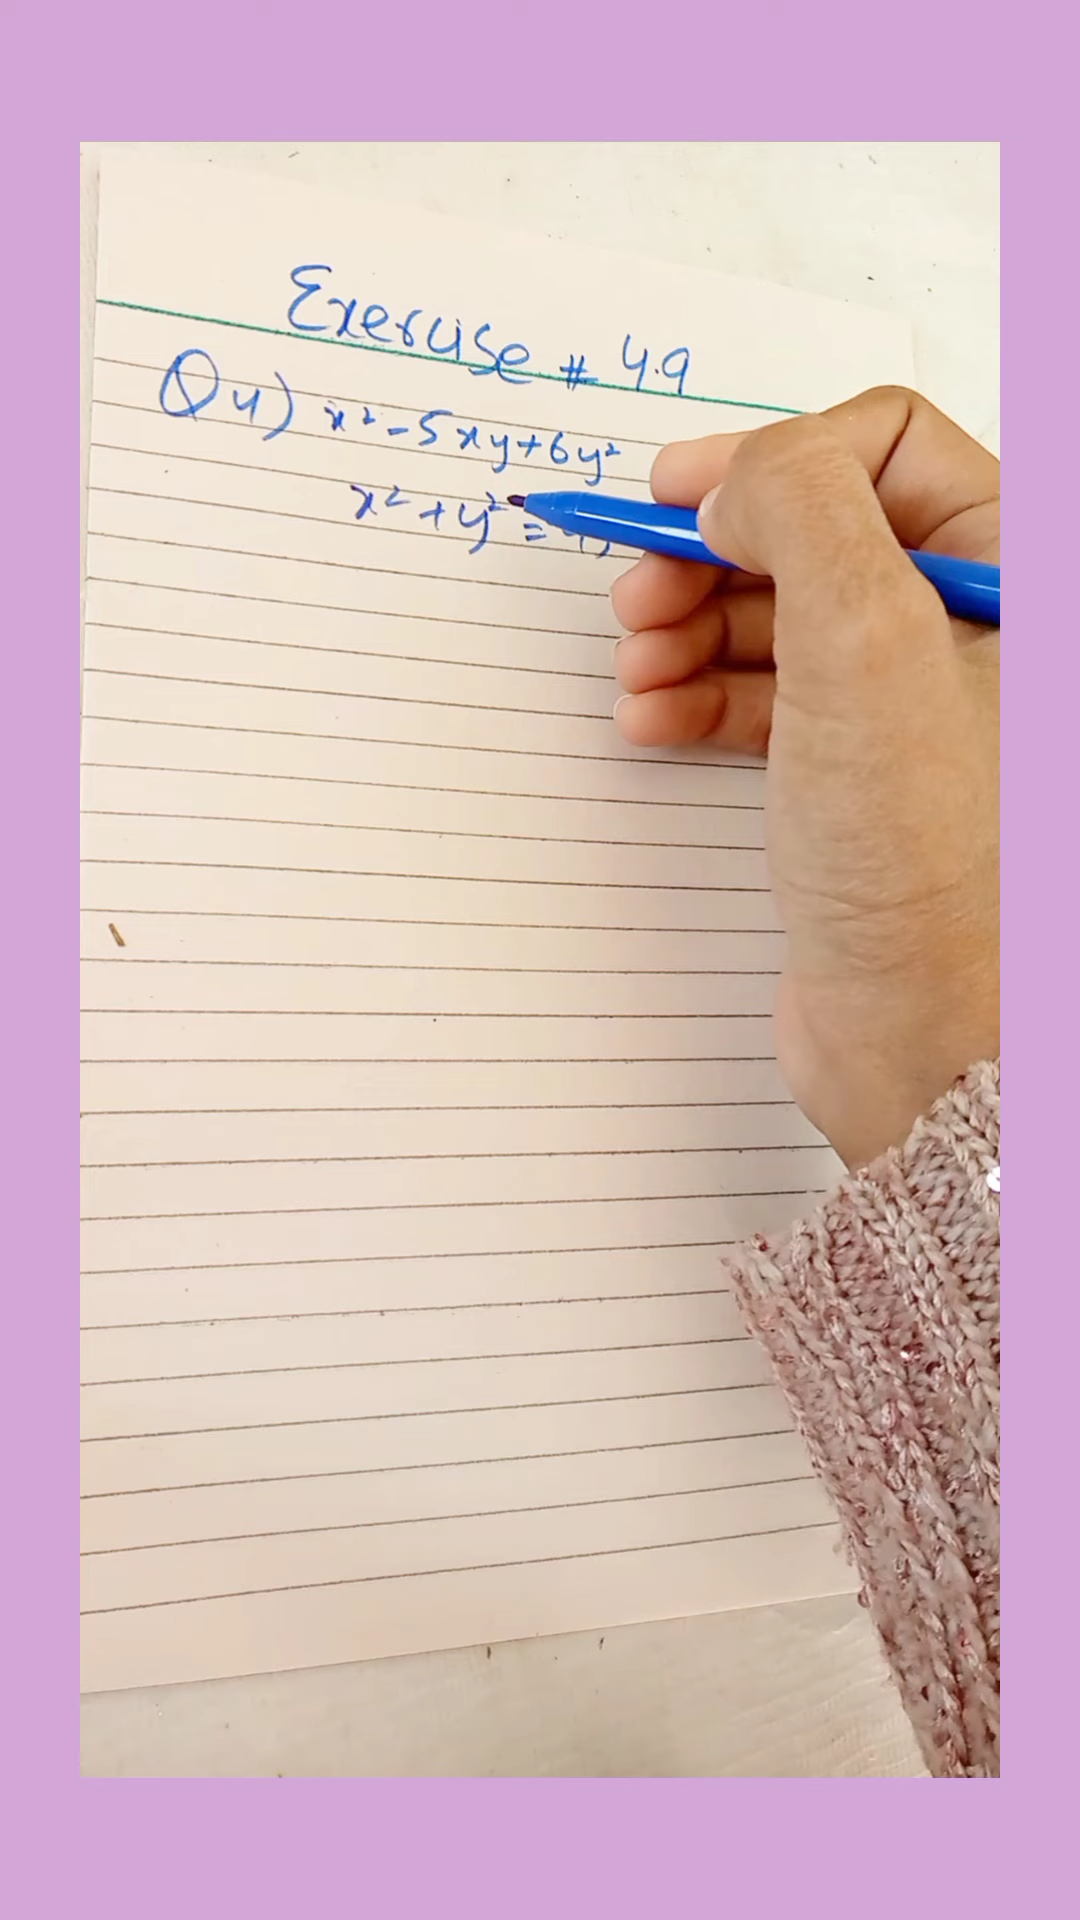 Exercise # 4.9
Q4) x² - 5xy + 6y²
x² + y² =